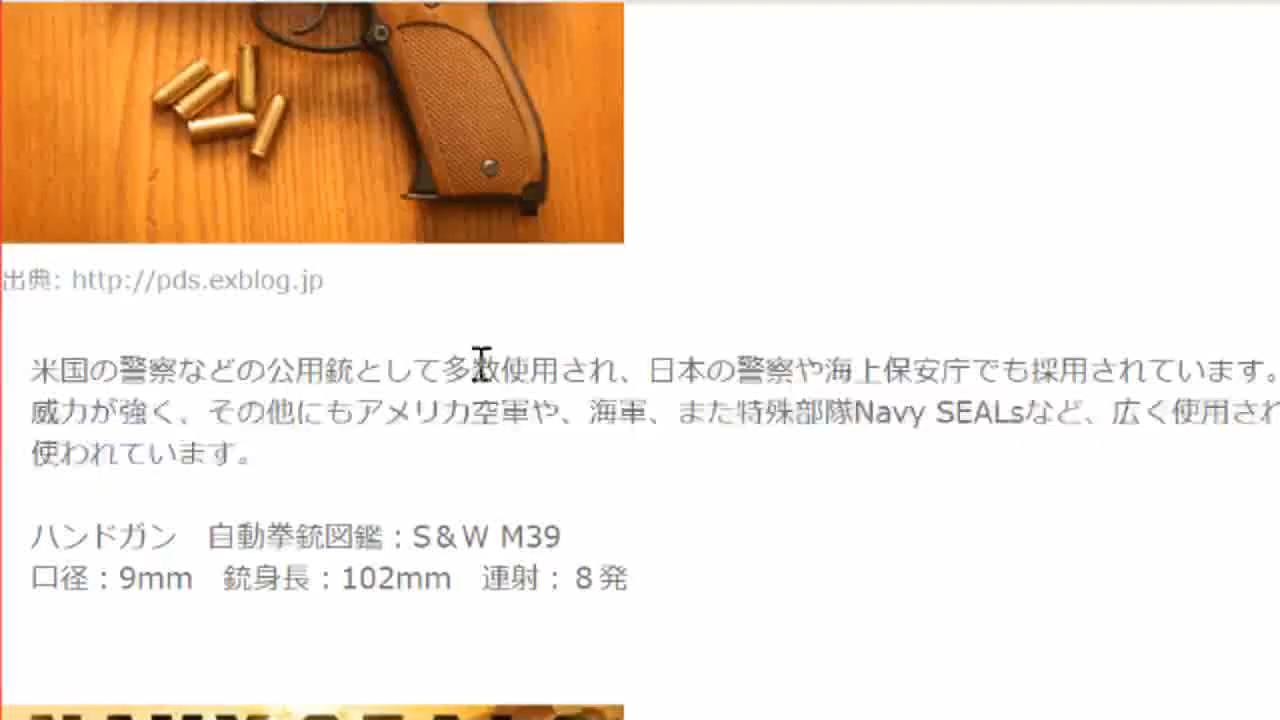 出典: http://pds.exblog.jp
米国の警察などの公用銃として多数使用され、日本の警察や海上保安庁でも採用されています。
威力が強く、その他にもアメリカ空軍や、海軍、また特殊部隊Navy SEALsなど、広く使用され
使われています。
ハンドガン　自動拳銃図鑑：S＆W M39
口径：9mm　銃身長：102mm　連射：８発